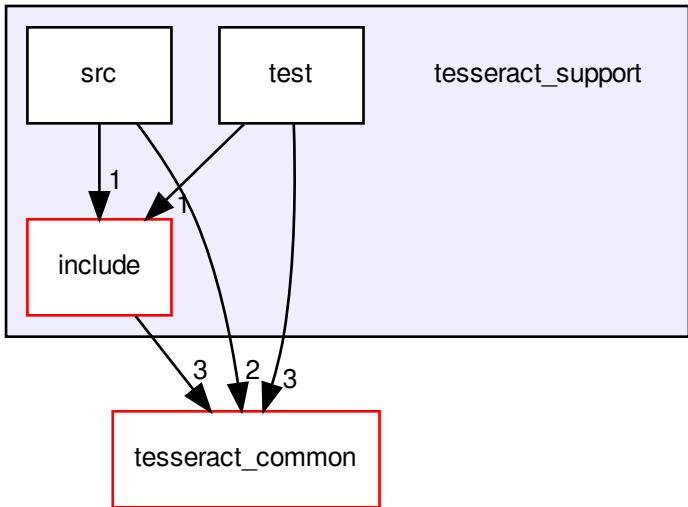 src
test
tesseract_support
1
1
include
3
2
3
tesseract_common